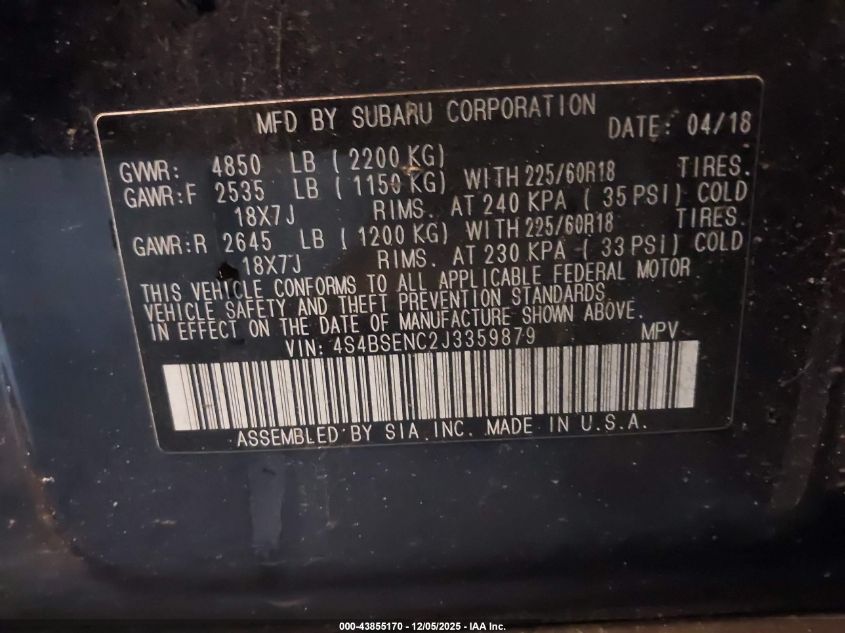 MFD BY SUBARU CORPORATION
DATE: 04/18
GVWR: 4850 LB ( 2200 KG)
GAWR:F 2535 LB ( 1150 KG) WITH 225/60R18 TIRES.
18X7J RIMS. AT 240 KPA ( 35 PSI) COLD
GAWR:R 2645 LB ( 1200 KG) WITH 225/60R18 TIRES.
18X7J RIMS. AT 230 KPA ( 33 PSI) COLD
THIS VEHICLE CONFORMS TO ALL APPLICABLE FEDERAL MOTOR
VEHICLE SAFETY AND THEFT PREVENTION STANDARDS
IN EFFECT ON THE DATE OF MANUFACTURE SHOWN ABOVE.
VIN: 4S4BSENC2J3359879 MPV
ASSEMBLED BY SIA, INC. MADE IN U.S.A.
000-43855170 - 12/05/2025 - IAA Inc.